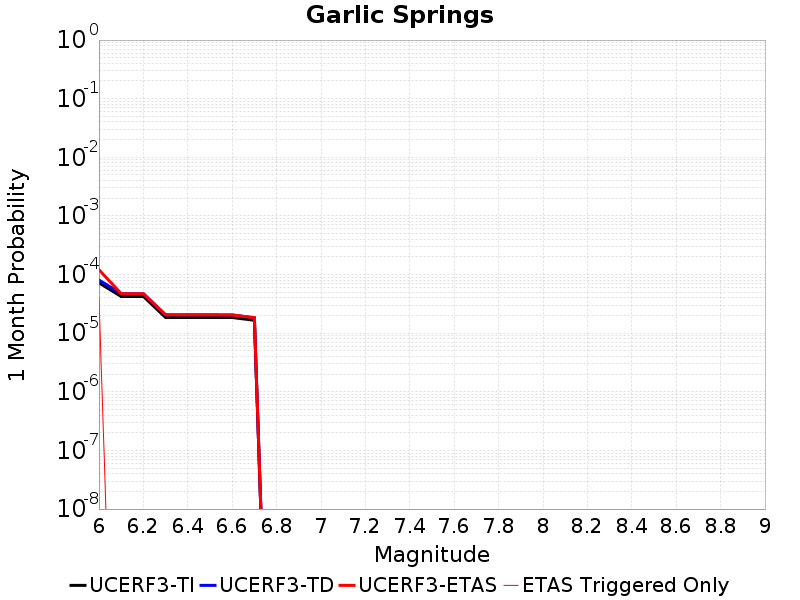 Garlic Springs
10^0
10^-1
10^-2
10^-3
10^-4
10^-5
10^-6
10^-7
10^-8
1 Month Probability
6 6.2 6.4 6.6 6.8 7 7.2 7.4 7.6 7.8 8 8.2 8.4 8.6 8.8 9
Magnitude
UCERF3-TI UCERF3-TD UCERF3-ETAS ETAS Triggered Only